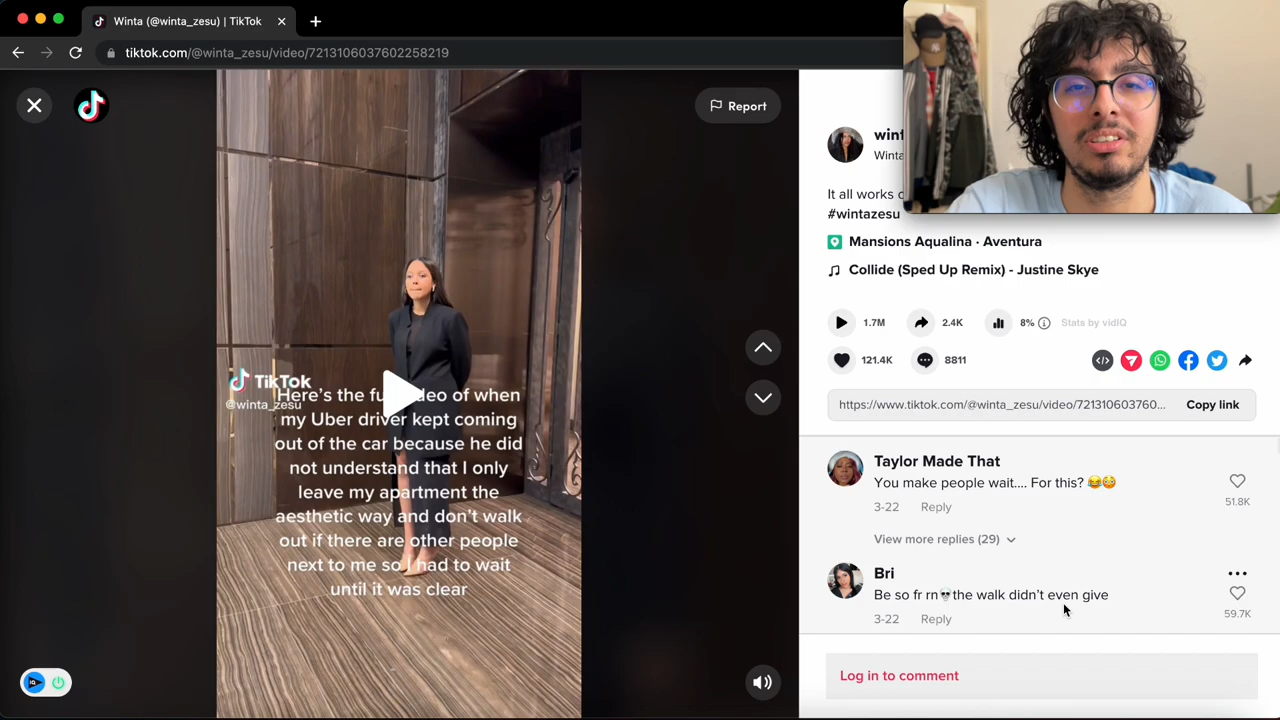 Winta (@winta_zesu) | TikTok
tiktok.com/@winta_zesu/video/7213106037602258219
Report
Winta
It all works
#wintazesu
Mansions Aqualina · Aventura
Collide (Sped Up Remix) - Justine Skye
1.7M 2.4K 8% Stats by vidIQ
121.4K 8811
https://www.tiktok.com/@winta_zesu/video/721310603760... Copy link
TikTok
@winta_zesu
Here's the full video of when
my Uber driver kept coming
out of the car because he did
not understand that I only
leave my apartment the
aesthetic way and don't walk
out if there are other people
next to me so I had to wait
until it was clear
Taylor Made That
You make people wait.... For this? 😂😳
51.8K
3-22 Reply
View more replies (29)
Bri
Be so fr rn💀the walk didn't even give
59.7K
3-22 Reply
Log in to comment